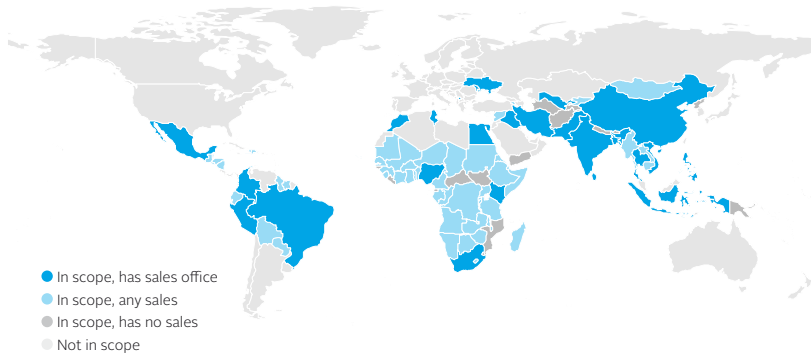 In scope, has sales office
In scope, any sales
In scope, has no sales
Not in scope